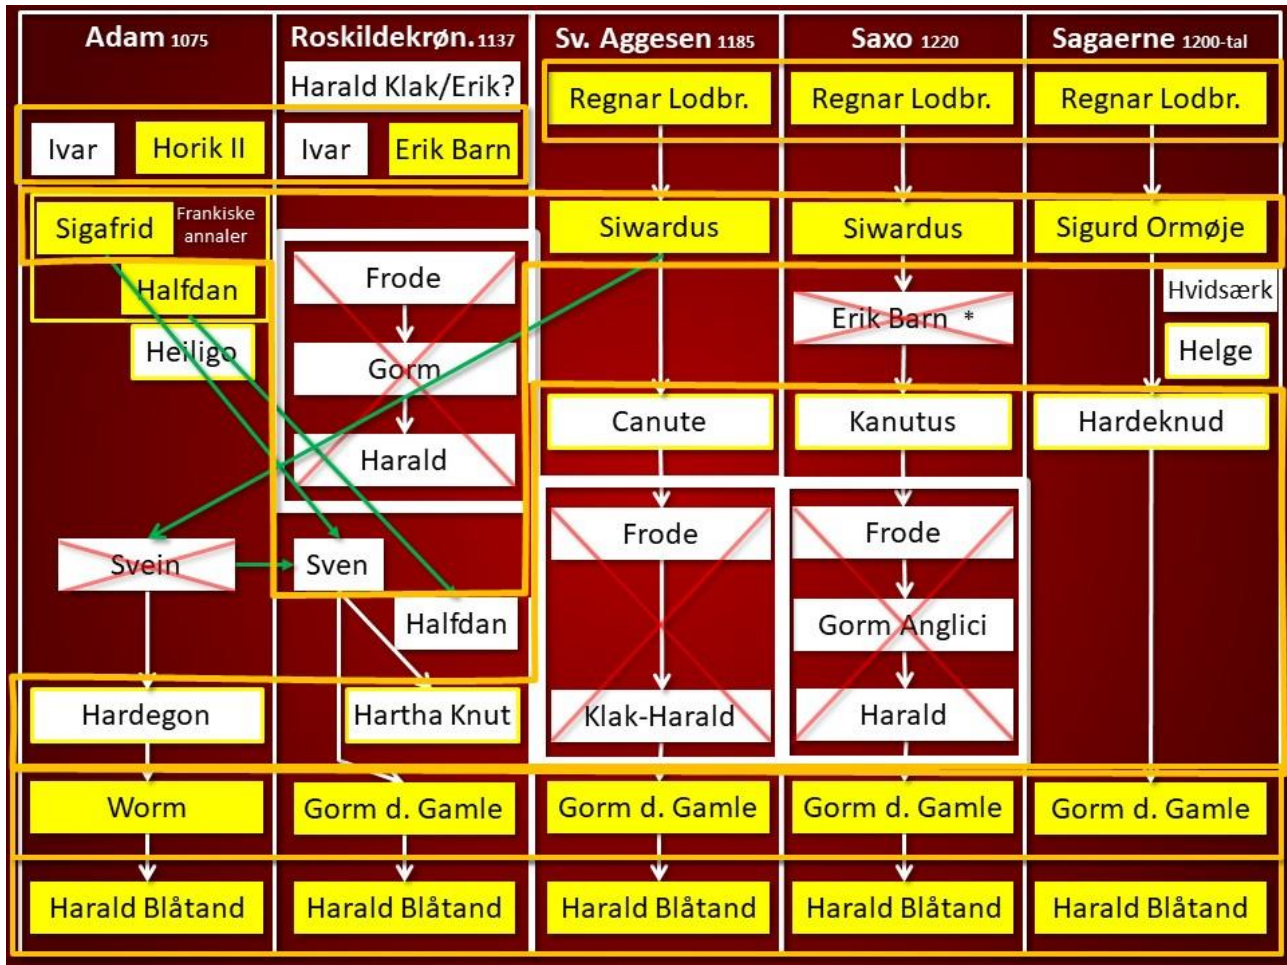 Adam 1075
Roskildekrøn. 1137
Sv. Aggesen 1185
Saxo 1220
Sagaerne 1200-tal
Harald Klak/Erik?
Regnar Lodbr.
Regnar Lodbr.
Regnar Lodbr.
Ivar
Horik II
Ivar
Erik Barn
Sigafrid
Frankiske
annaler
Siwardus
Siwardus
Sigurd Ormøje
Halfdan
Frode
Erik Barn *
Hvidsærk
Heiligo
Gorm
Helge
Harald
Canute
Kanutus
Hardeknud
Frode
Frode
Svein
Sven
Halfdan
Gorm Anglici
Hardegon
Hartha Knut
Klak-Harald
Harald
Worm
Gorm d. Gamle
Gorm d. Gamle
Gorm d. Gamle
Gorm d. Gamle
Harald Blåtand
Harald Blåtand
Harald Blåtand
Harald Blåtand
Harald Blåtand